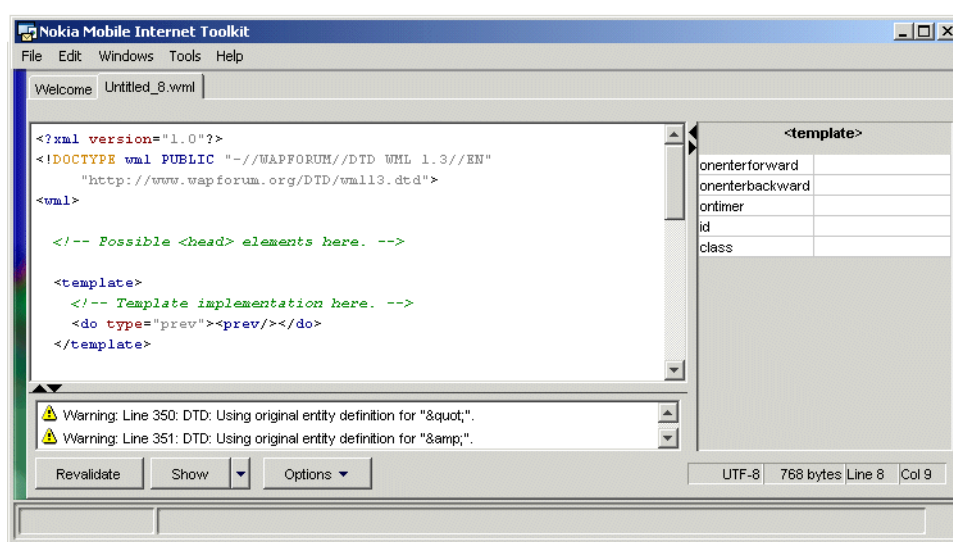 Nokia Mobile Internet Toolkit
File Edit Windows Tools Help
Welcome Untitled_8.wml
<?xml version="1.0"?>
<!DOCTYPE wml PUBLIC "-//WAPFORUM//DTD WML 1.3//EN"
"http://www.wapforum.org/DTD/wml13.dtd">
<wml>
<!-- Possible <head> elements here. -->
<template>
<!-- Template implementation here. -->
<do type="prev"><prev/></do>
</template>
<template>
onenterforward
onenterbackward
ontimer
id
class
Warning: Line 350: DTD: Using original entity definition for "&quot;".
Warning: Line 351: DTD: Using original entity definition for "&amp;".
Revalidate Show Options
UTF-8 768 bytes Line 8 Col 9